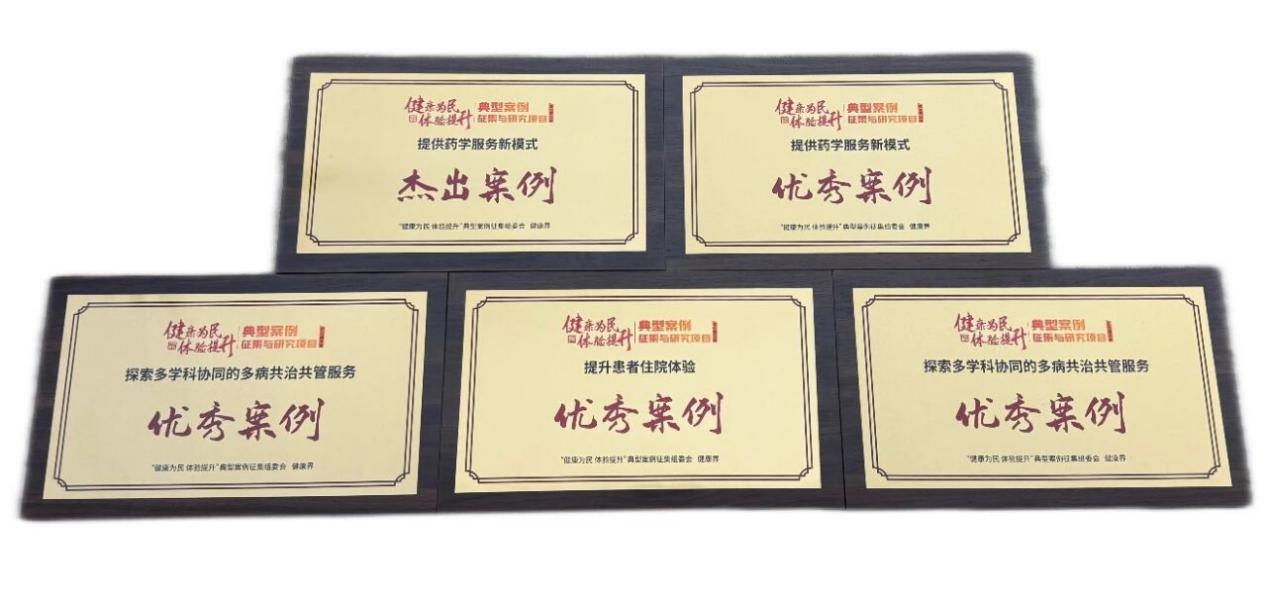 健康为民 典型案例
体验提升 征集与研究项目
提供药学服务新模式
杰出案例
"健康为民 体验提升"典型案例征集组委会 健康界
健康为民 典型案例
体验提升 征集与研究项目
提供药学服务新模式
优秀案例
"健康为民 体验提升"典型案例征集组委会 健康界
健康为民 典型案例
体验提升 征集与研究项目
探索多学科协同的多病共治共管服务
优秀案例
"健康为民 体验提升"典型案例征集组委会 健康界
健康为民 典型案例
体验提升 征集与研究项目
提升患者住院体验
优秀案例
"健康为民 体验提升"典型案例征集组委会 健康界
健康为民 典型案例
体验提升 征集与研究项目
探索多学科协同的多病共治共管服务
优秀案例
"健康为民 体验提升"典型案例征集组委会 健康界